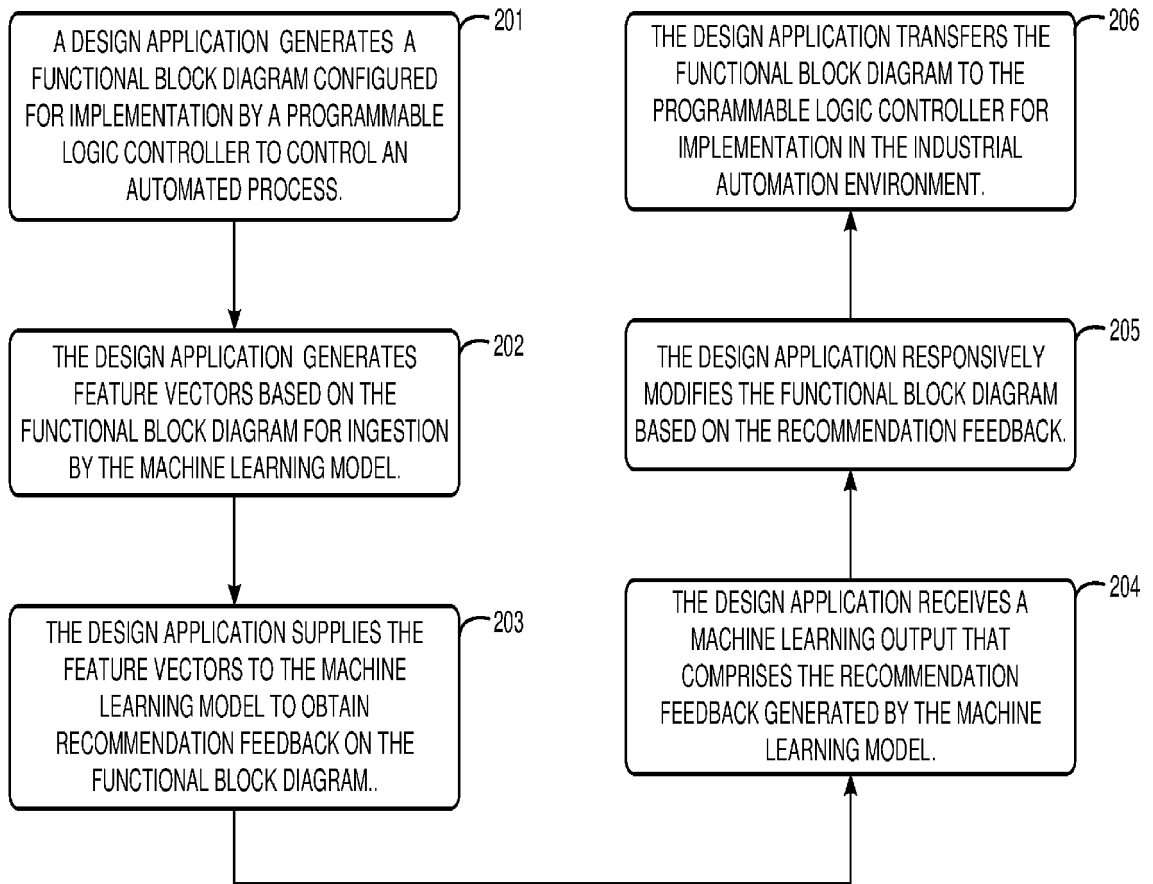 201
A DESIGN APPLICATION GENERATES A
FUNCTIONAL BLOCK DIAGRAM CONFIGURED
FOR IMPLEMENTATION BY A PROGRAMMABLE
LOGIC CONTROLLER TO CONTROL AN
AUTOMATED PROCESS.
202
THE DESIGN APPLICATION GENERATES
FEATURE VECTORS BASED ON THE
FUNCTIONAL BLOCK DIAGRAM FOR INGESTION
BY THE MACHINE LEARNING MODEL.
203
THE DESIGN APPLICATION SUPPLIES THE
FEATURE VECTORS TO THE MACHINE
LEARNING MODEL TO OBTAIN
RECOMMENDATION FEEDBACK ON THE
FUNCTIONAL BLOCK DIAGRAM..
204
THE DESIGN APPLICATION RECEIVES A
MACHINE LEARNING OUTPUT THAT
COMPRISES THE RECOMMENDATION
FEEDBACK GENERATED BY THE MACHINE
LEARNING MODEL.
205
THE DESIGN APPLICATION RESPONSIVELY
MODIFIES THE FUNCTIONAL BLOCK DIAGRAM
BASED ON THE RECOMMENDATION FEEDBACK.
206
THE DESIGN APPLICATION TRANSFERS THE
FUNCTIONAL BLOCK DIAGRAM TO THE
PROGRAMMABLE LOGIC CONTROLLER FOR
IMPLEMENTATION IN THE INDUSTRIAL
AUTOMATION ENVIRONMENT.